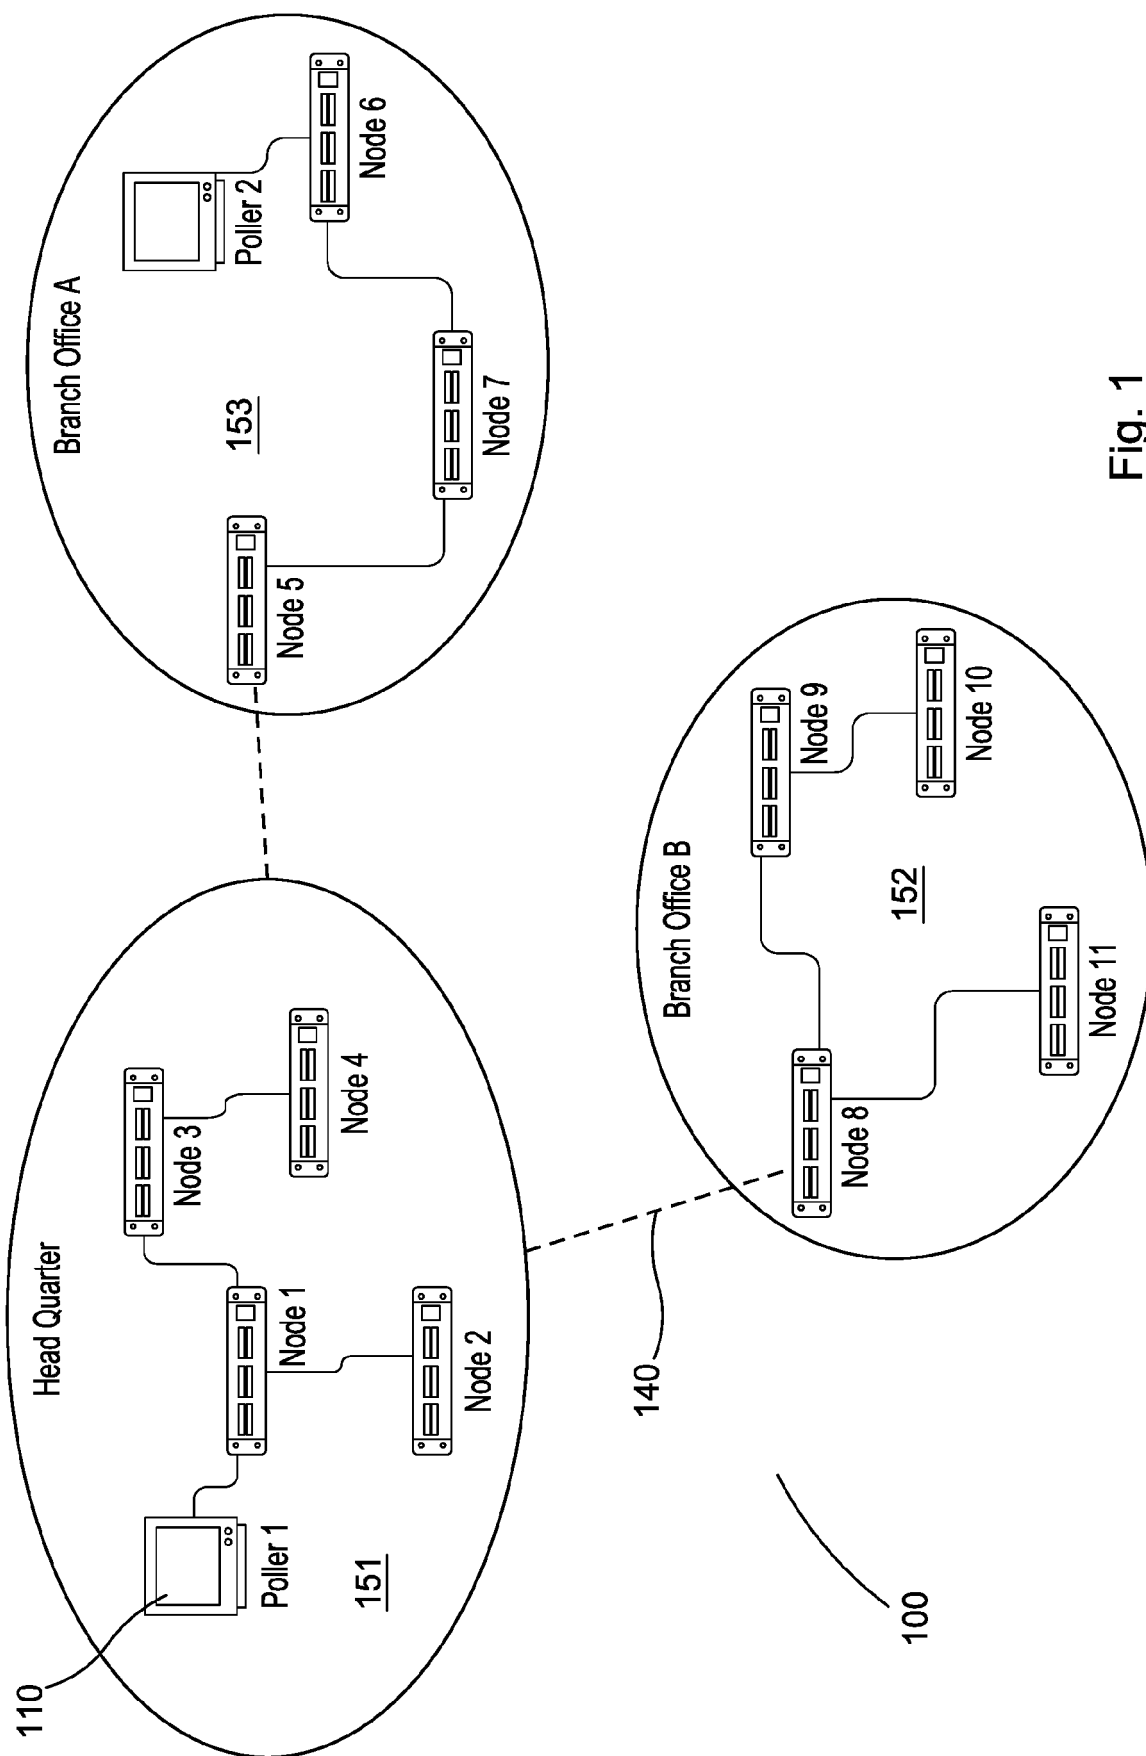 110
Head Quarter
Poller 1
151
Node 1
Node 2
Node 3
Node 4
Branch Office A
153
Poller 2
Node 5
Node 6
Node 7
140
Branch Office B
152
Node 8
Node 9
Node 10
Node 11
100
Fig. 1